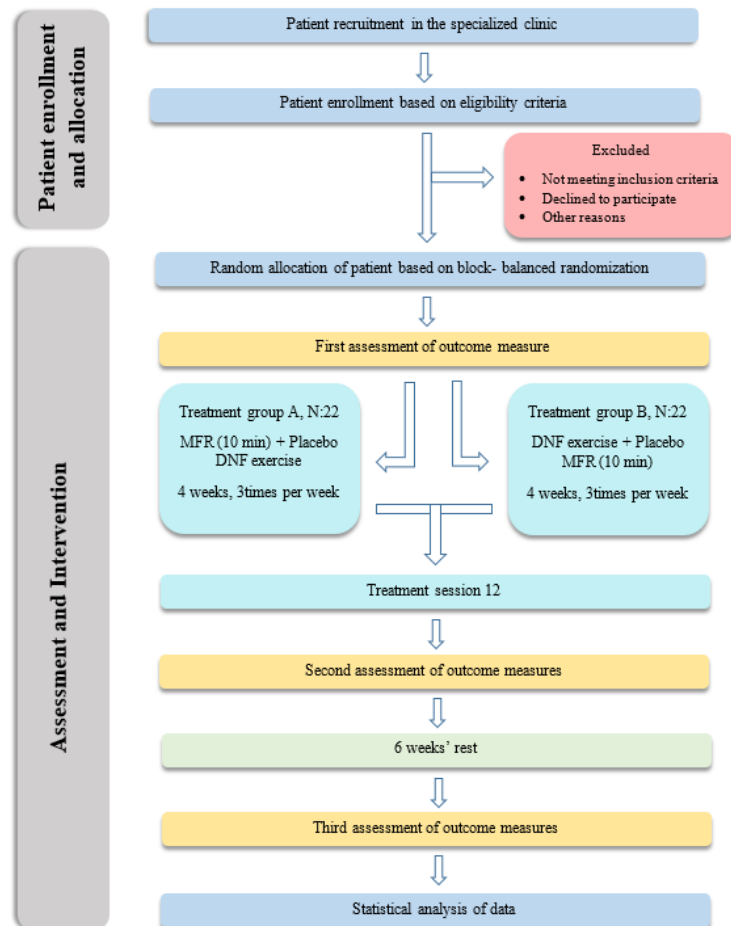 Patient enrollment
and allocation
Patient recruitment in the specialized clinic
Patient enrollment based on eligibility criteria
Excluded
• Not meeting inclusion criteria
• Declined to participate
• Other reasons
Assessment and Intervention
Random allocation of patient based on block- balanced randomization
First assessment of outcome measure
Treatment group A, N:22
MFR (10 min) + Placebo
DNF exercise
4 weeks, 3times per week
Treatment group B, N:22
DNF exercise + Placebo
MFR (10 min)
4 weeks, 3times per week
Treatment session 12
Second assessment of outcome measures
6 weeks’ rest
Third assessment of outcome measures
Statistical analysis of data